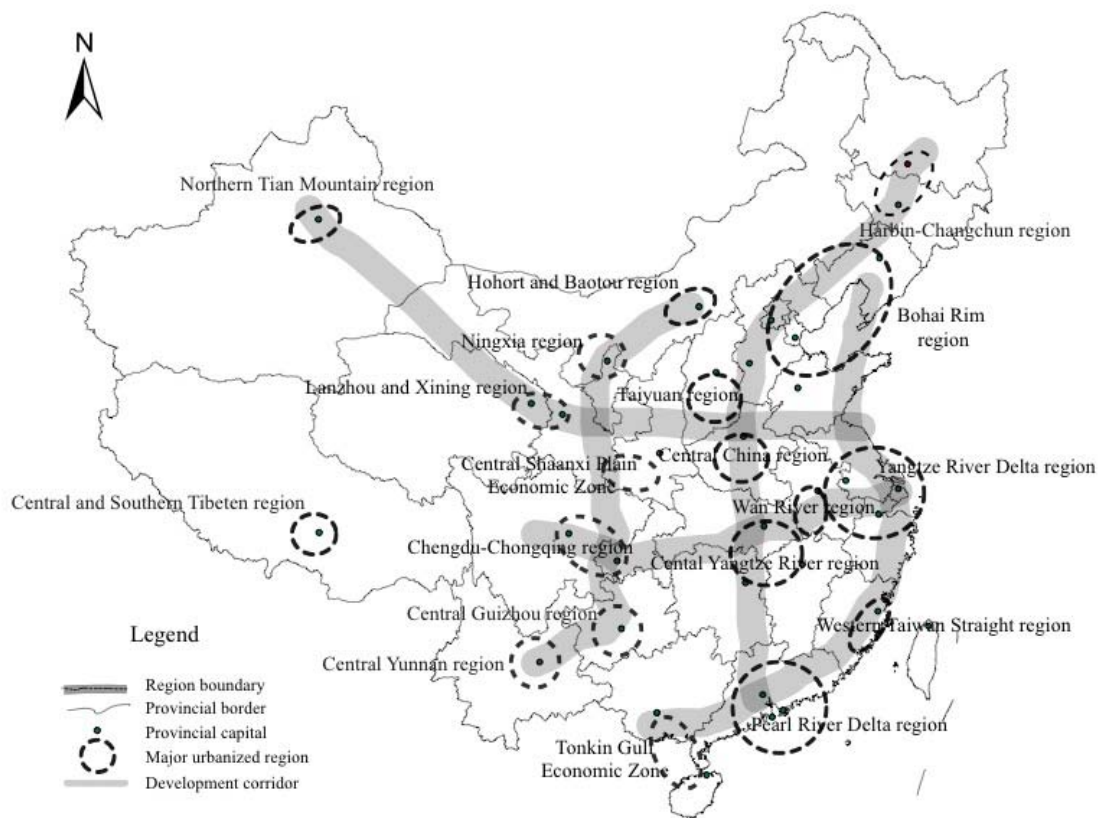 N
Northern Tian Mountain region
Harbin-Changchun region
Hohort and Baotou region
Bohai Rim
region
Ningxia region
Lanzhou and Xining region
Taiyuan region
Central China region
Central Shaanxi Plain
Economic Zone
Yangtze River Delta region
Central and Southern Tibeten region
Wan River region
Chengdu-Chongqing region
Cental Yangtze River region
Central Guizhou region
Western Taiwan Straight region
Central Yunnan region
Pearl River Delta region
Tonkin Gulf
Economic Zone
Legend
Region boundary
Provincial border
Provincial capital
Major urbanized region
Development corridor